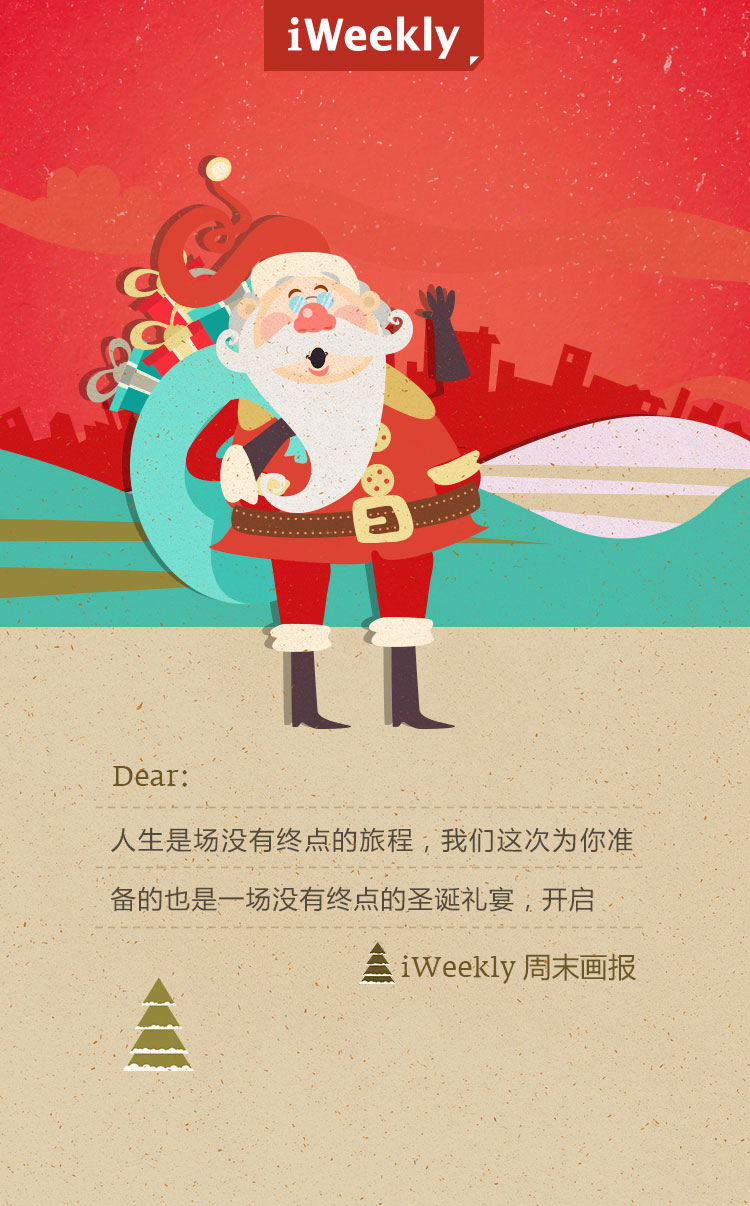 iWeekly
Dear:
人生是场没有终点的旅程，我们这次为你准
备的也是一场没有终点的圣诞礼宴，开启
iWeekly 周末画报